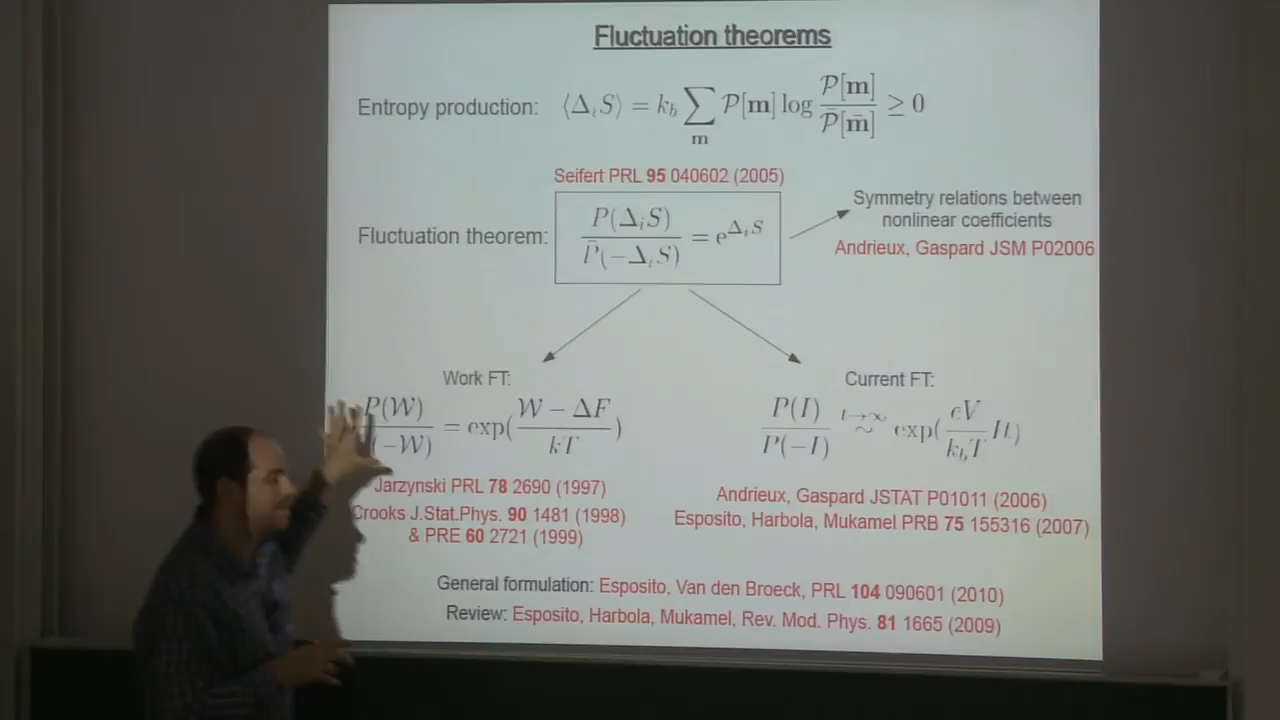 Fluctuation theorems
Entropy production: ⟨Δ_i S⟩ = k_b ∑_m 𝒫[m] log 𝒫[m] / 𝒫̄[m̄] ≥ 0
Seifert PRL 95 040602 (2005)
Fluctuation theorem: P(Δ_i S) / P̄(−Δ_i S) = e^{Δ_i S}
Symmetry relations between
nonlinear coefficients
Andrieux, Gaspard JSM P02006
Work FT:
P(𝒲) / (−𝒲) = exp( (𝒲 − ΔF) / kT )
Jarzynski PRL 78 2690 (1997)
Crooks J.Stat.Phys. 90 1481 (1998)
& PRE 60 2721 (1999)
Current FT:
P(I) / P(−I) ∼^{t→∞} exp( (eV / k_b T) It )
Andrieux, Gaspard JSTAT P01011 (2006)
Esposito, Harbola, Mukamel PRB 75 155316 (2007)
General formulation: Esposito, Van den Broeck, PRL 104 090601 (2010)
Review: Esposito, Harbola, Mukamel, Rev. Mod. Phys. 81 1665 (2009)